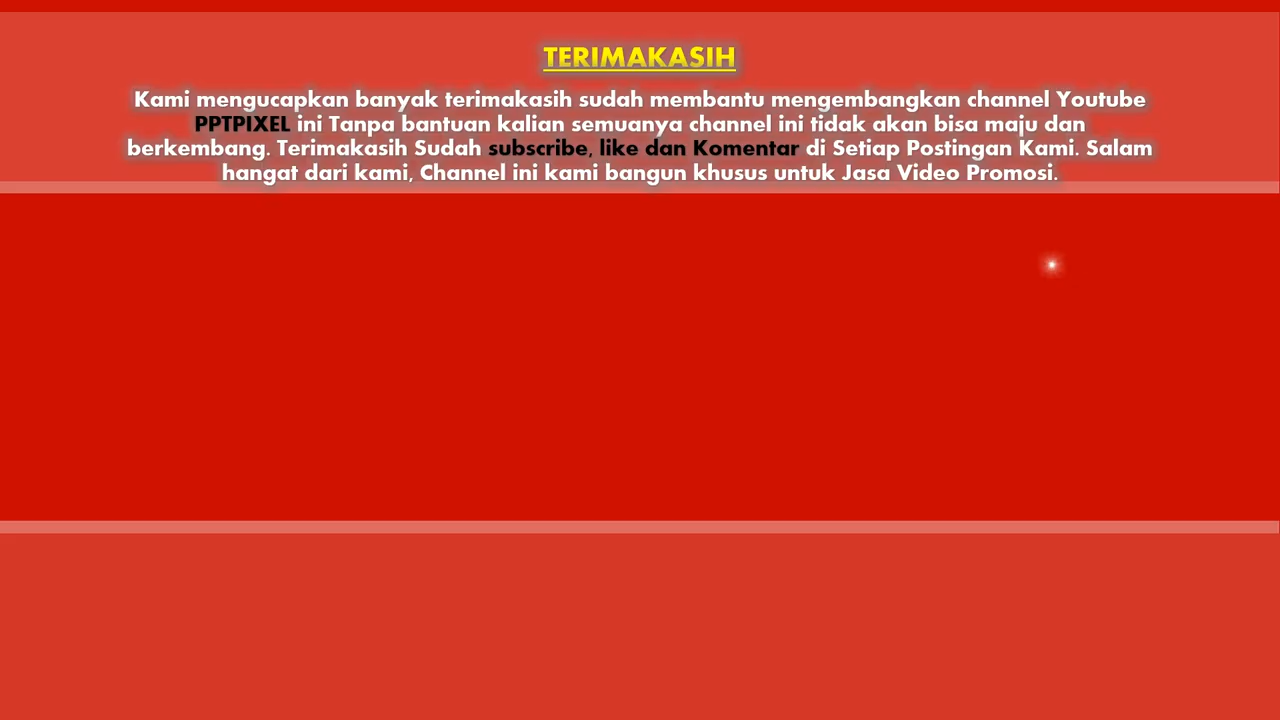 TERIMAKASIH
Kami mengucapkan banyak terimakasih sudah membantu mengembangkan channel Youtube
PPTPIXEL ini Tanpa bantuan kalian semuanya channel ini tidak akan bisa maju dan
berkembang. Terimakasih Sudah subscribe, like dan Komentar di Setiap Postingan Kami. Salam
hangat dari kami, Channel ini kami bangun khusus untuk Jasa Video Promosi.